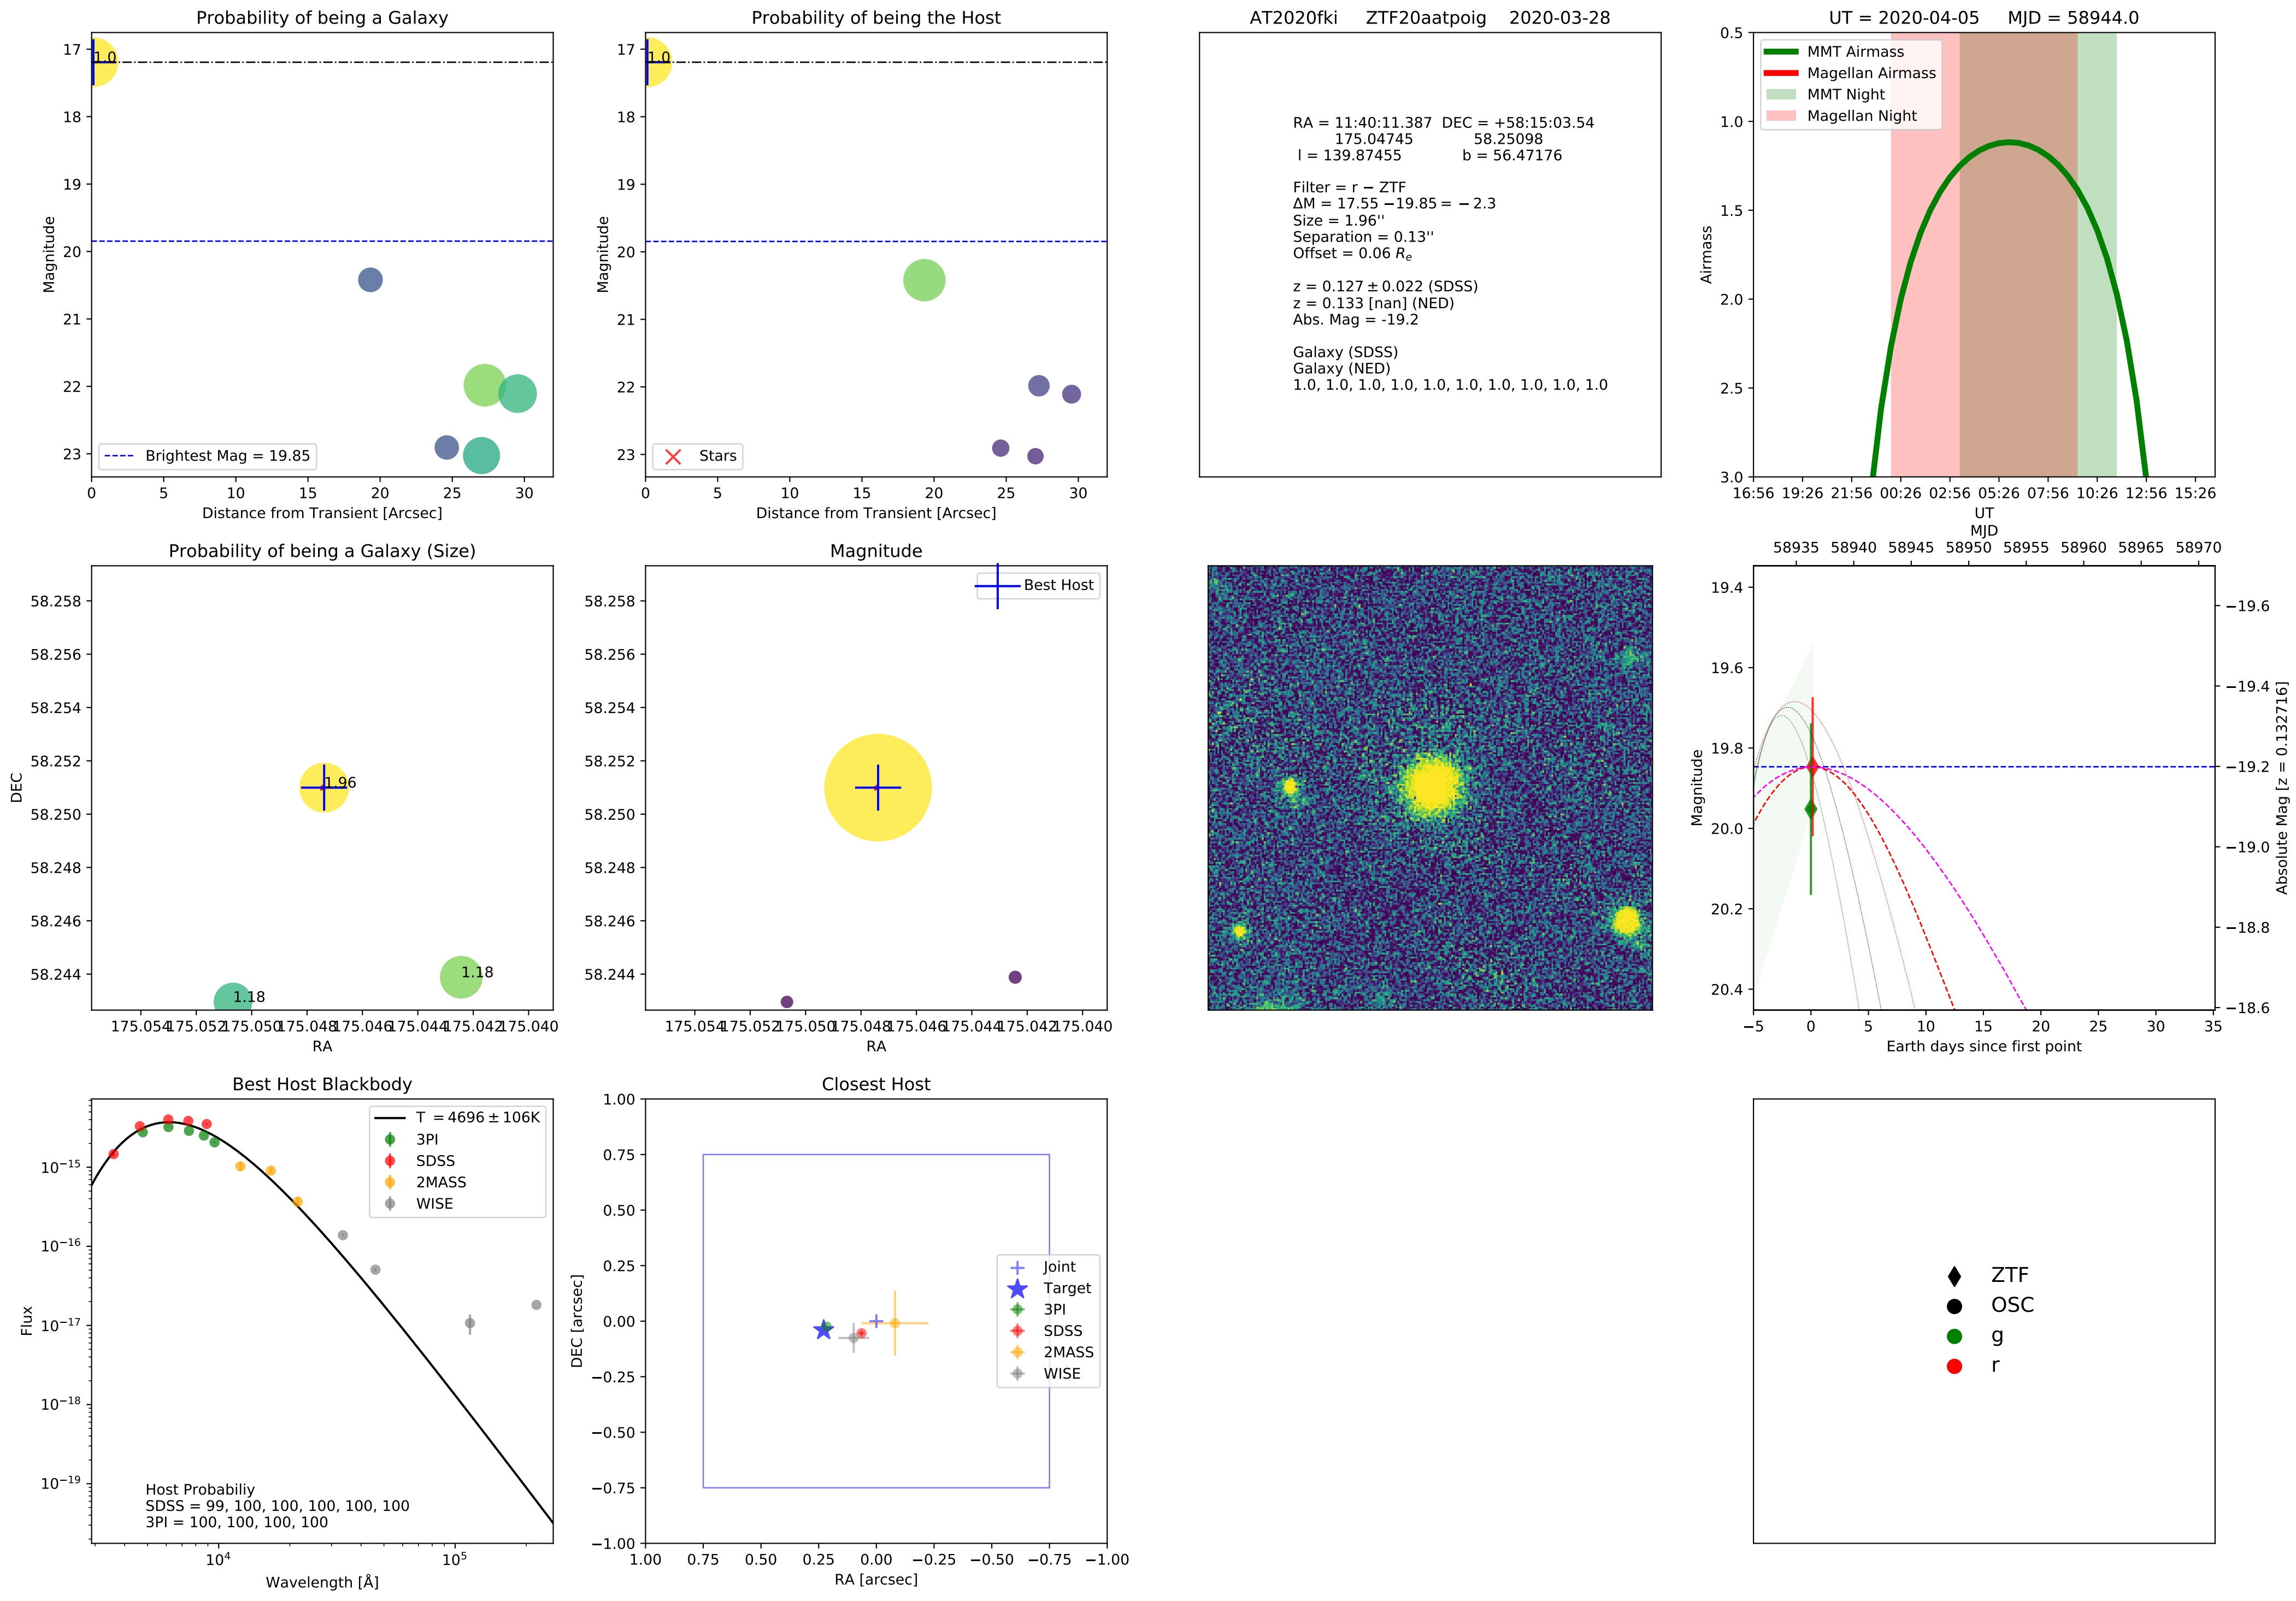 Probability of being a Galaxy
1.0
17
18
19
20
21
22
23
Magnitude
Brightest Mag = 19.85
0 5 10 15 20 25 30
Distance from Transient [Arcsec]
Probability of being the Host
1.0
17
18
19
20
21
22
23
Magnitude
Stars
0 5 10 15 20 25 30
Distance from Transient [Arcsec]
AT2020fki ZTF20aatpoig 2020-03-28
RA = 11:40:11.387 DEC = +58:15:03.54
175.04745 58.25098
l = 139.87455 b = 56.47176
Filter = r − ZTF
ΔM = 17.55 −19.85 = −2.3
Size = 1.96''
Separation = 0.13''
Offset = 0.06 Re
z = 0.127 ± 0.022 (SDSS)
z = 0.133 [nan] (NED)
Abs. Mag = -19.2
Galaxy (SDSS)
Galaxy (NED)
1.0, 1.0, 1.0, 1.0, 1.0, 1.0, 1.0, 1.0, 1.0, 1.0
UT = 2020-04-05 MJD = 58944.0
MMT Airmass
Magellan Airmass
MMT Night
Magellan Night
0.5
1.0
1.5
2.0
2.5
3.0
Airmass
16:56 19:26 21:56 00:26 02:56 05:26 07:56 10:26 12:56 15:26
UT
Probability of being a Galaxy (Size)
58.258
58.256
58.254
58.252
58.250
58.248
58.246
58.244
DEC
1.96
1.18
1.18
175.054 175.052 175.050 175.048 175.046 175.044 175.042 175.040
RA
Magnitude
Best Host
58.258
58.256
58.254
58.252
58.250
58.248
58.246
58.244
175.054 175.052 175.050 175.048 175.046 175.044 175.042 175.040
RA
MJD
58935 58940 58945 58950 58955 58960 58965 58970
19.4
19.6
19.8
20.0
20.2
20.4
Magnitude
−19.6
−19.4
−19.2
−19.0
−18.8
−18.6
Absolute Mag [z = 0.132716]
−5 0 5 10 15 20 25 30 35
Earth days since first point
Best Host Blackbody
T = 4696 ± 106K
3PI
SDSS
2MASS
WISE
10−15
10−16
10−17
10−18
10−19
Flux
Host Probabiliy
SDSS = 99, 100, 100, 100, 100, 100
3PI = 100, 100, 100, 100
104 105
Wavelength [Å]
Closest Host
1.00
0.75
0.50
0.25
0.00
−0.25
−0.50
−0.75
−1.00
DEC [arcsec]
Joint
Target
3PI
SDSS
2MASS
WISE
1.00 0.75 0.50 0.25 0.00 −0.25 −0.50 −0.75 −1.00
RA [arcsec]
ZTF
OSC
g
r